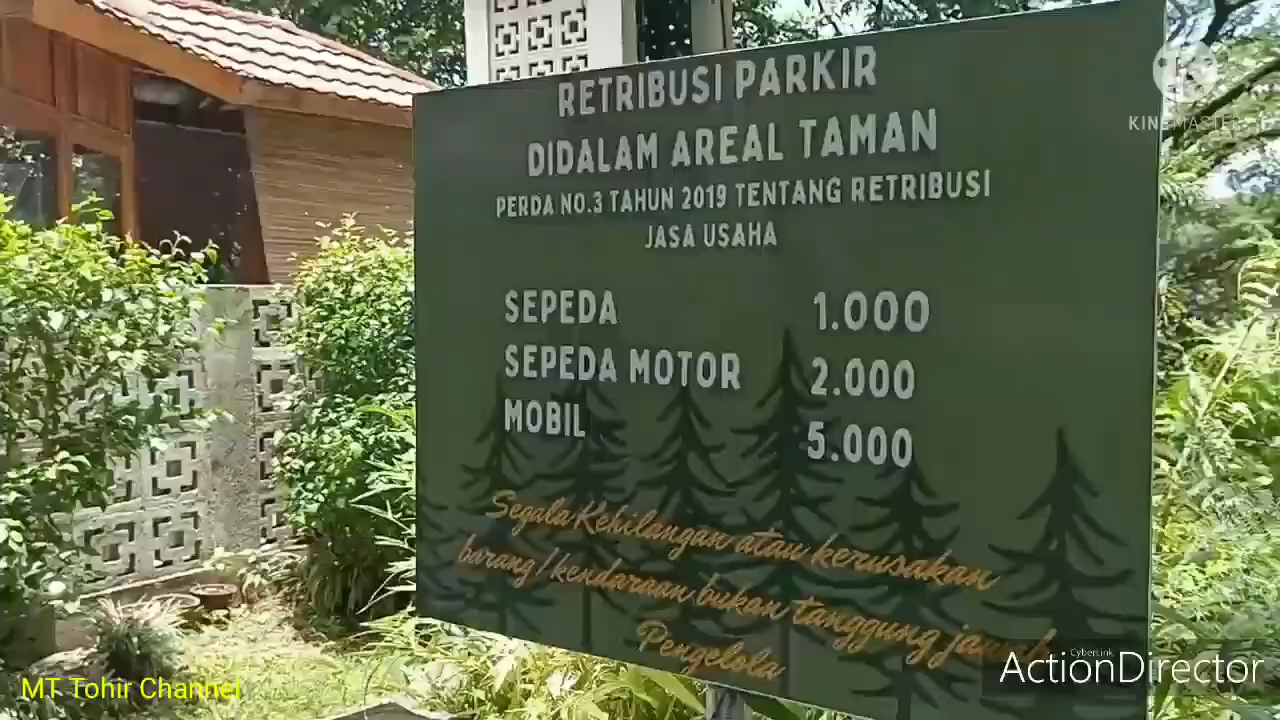 RETRIBUSI PARKIR
DIDALAM AREAL TAMAN
PERDA NO.3 TAHUN 2019 TENTANG RETRIBUSI
JASA USAHA
SEPEDA 1.000
SEPEDA MOTOR 2.000
MOBIL 5.000
Segala Kehilangan atau kerusakan
barang/kendaraan bukan tanggung jawab
Pengelola
KINEMASTER
MT Tohir Channel
CyberLink
ActionDirector